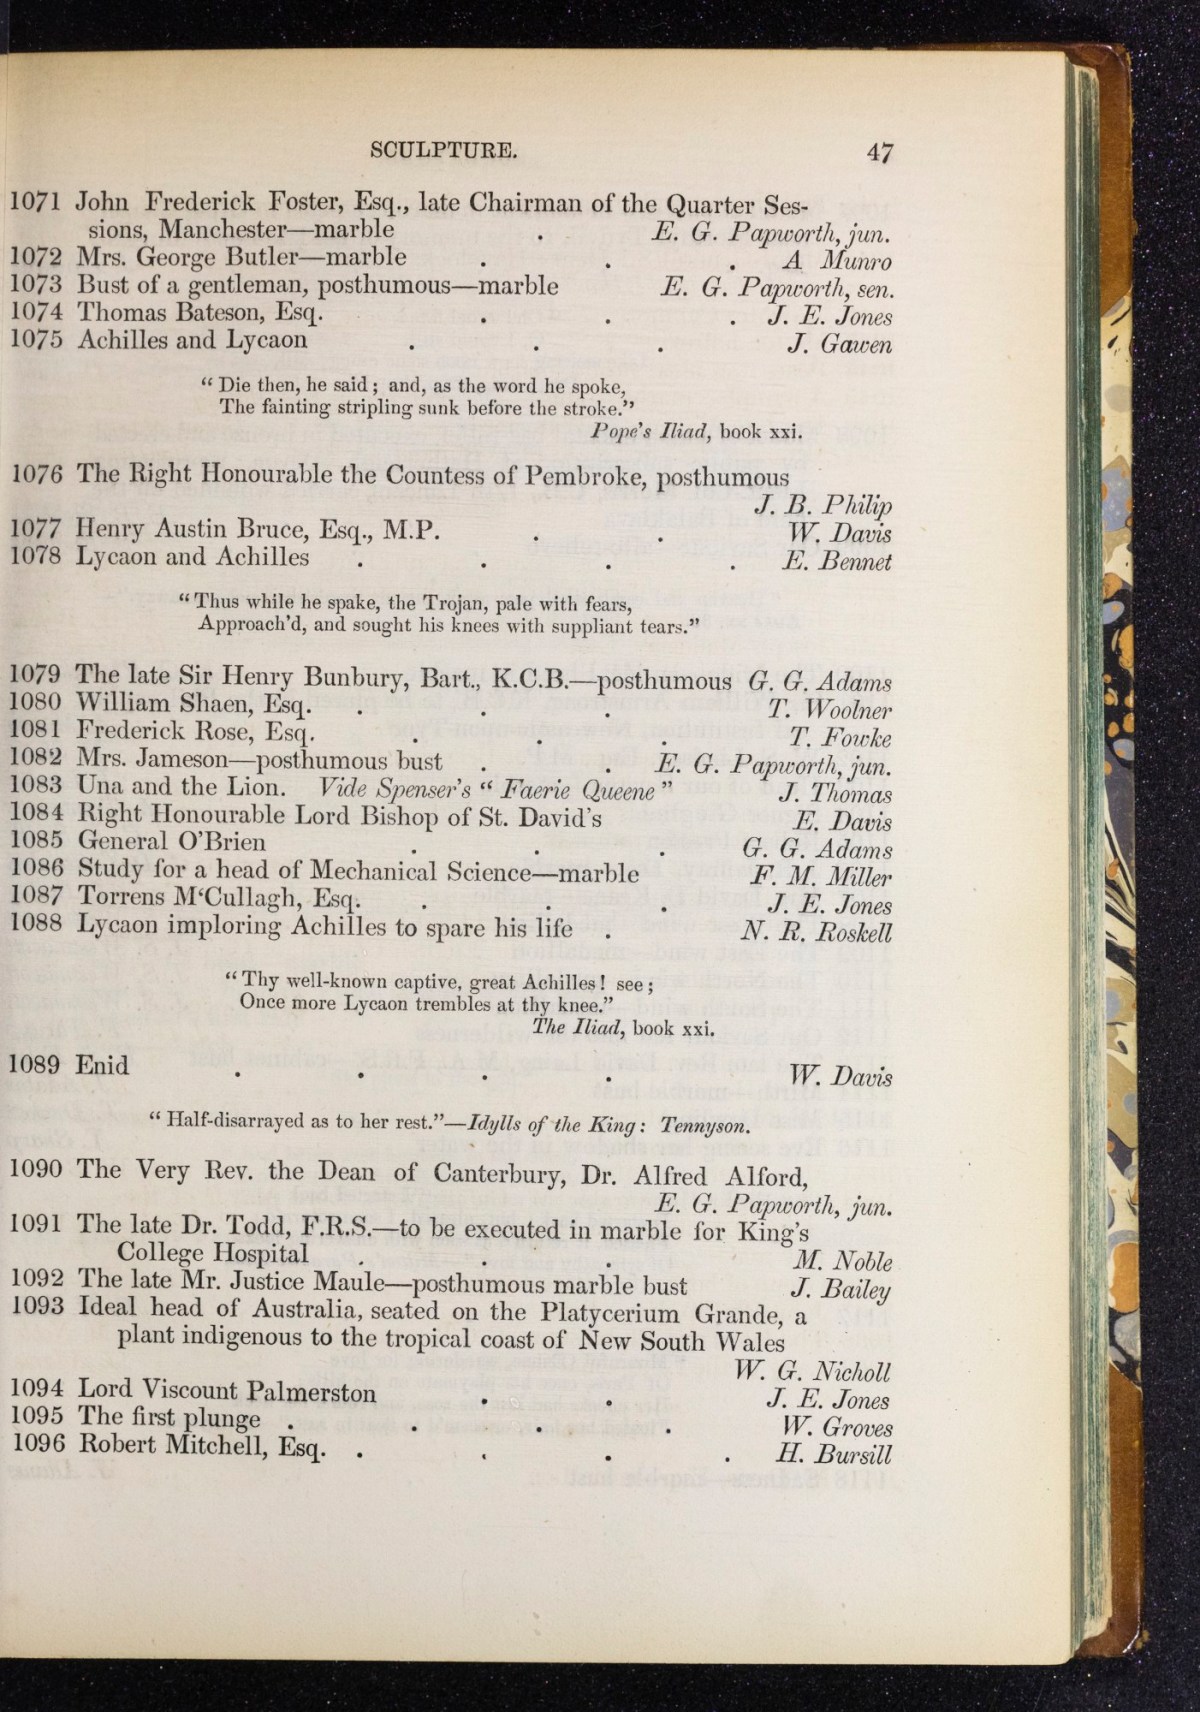 SCULPTURE. 47
1071 John Frederick Foster, Esq., late Chairman of the Quarter Ses-
sions, Manchester—marble . E. G. Papworth, jun.
1072 Mrs. George Butler—marble . . . A Munro
1073 Bust of a gentleman, posthumous—marble E. G. Papworth, sen.
1074 Thomas Bateson, Esq. . . . J. E. Jones
1075 Achilles and Lycaon . . . J. Gawen
“ Die then, he said ; and, as the word he spoke,
The fainting stripling sunk before the stroke.”
Pope's Iliad, book xxi.
1076 The Right Honourable the Countess of Pembroke, posthumous
J. B. Philip
1077 Henry Austin Bruce, Esq., M.P. . . W. Davis
1078 Lycaon and Achilles . . . . E. Bennet
“ Thus while he spake, the Trojan, pale with fears,
Approach'd, and sought his knees with suppliant tears.”
1079 The late Sir Henry Bunbury, Bart., K.C.B.—posthumous G. G. Adams
1080 William Shaen, Esq. . . . T. Woolner
1081 Frederick Rose, Esq. . . . T. Fowke
1082 Mrs. Jameson—posthumous bust . . E. G. Papworth, jun.
1083 Una and the Lion. Vide Spenser's “ Faerie Queene ” J. Thomas
1084 Right Honourable Lord Bishop of St. David's E. Davis
1085 General O'Brien . . . G. G. Adams
1086 Study for a head of Mechanical Science—marble F. M. Miller
1087 Torrens M‘Cullagh, Esq. . . . J. E. Jones
1088 Lycaon imploring Achilles to spare his life . N. R. Roskell
“ Thy well-known captive, great Achilles ! see ;
Once more Lycaon trembles at thy knee.”
The Iliad, book xxi.
1089 Enid . . . . W. Davis
“ Half-disarrayed as to her rest.”—Idylls of the King : Tennyson.
1090 The Very Rev. the Dean of Canterbury, Dr. Alfred Alford,
E. G. Papworth, jun.
1091 The late Dr. Todd, F.R.S.—to be executed in marble for King's
College Hospital . . . M. Noble
1092 The late Mr. Justice Maule—posthumous marble bust J. Bailey
1093 Ideal head of Australia, seated on the Platycerium Grande, a
plant indigenous to the tropical coast of New South Wales
W. G. Nicholl
1094 Lord Viscount Palmerston . . J. E. Jones
1095 The first plunge . . . . W. Groves
1096 Robert Mitchell, Esq. . . . . H. Bursill